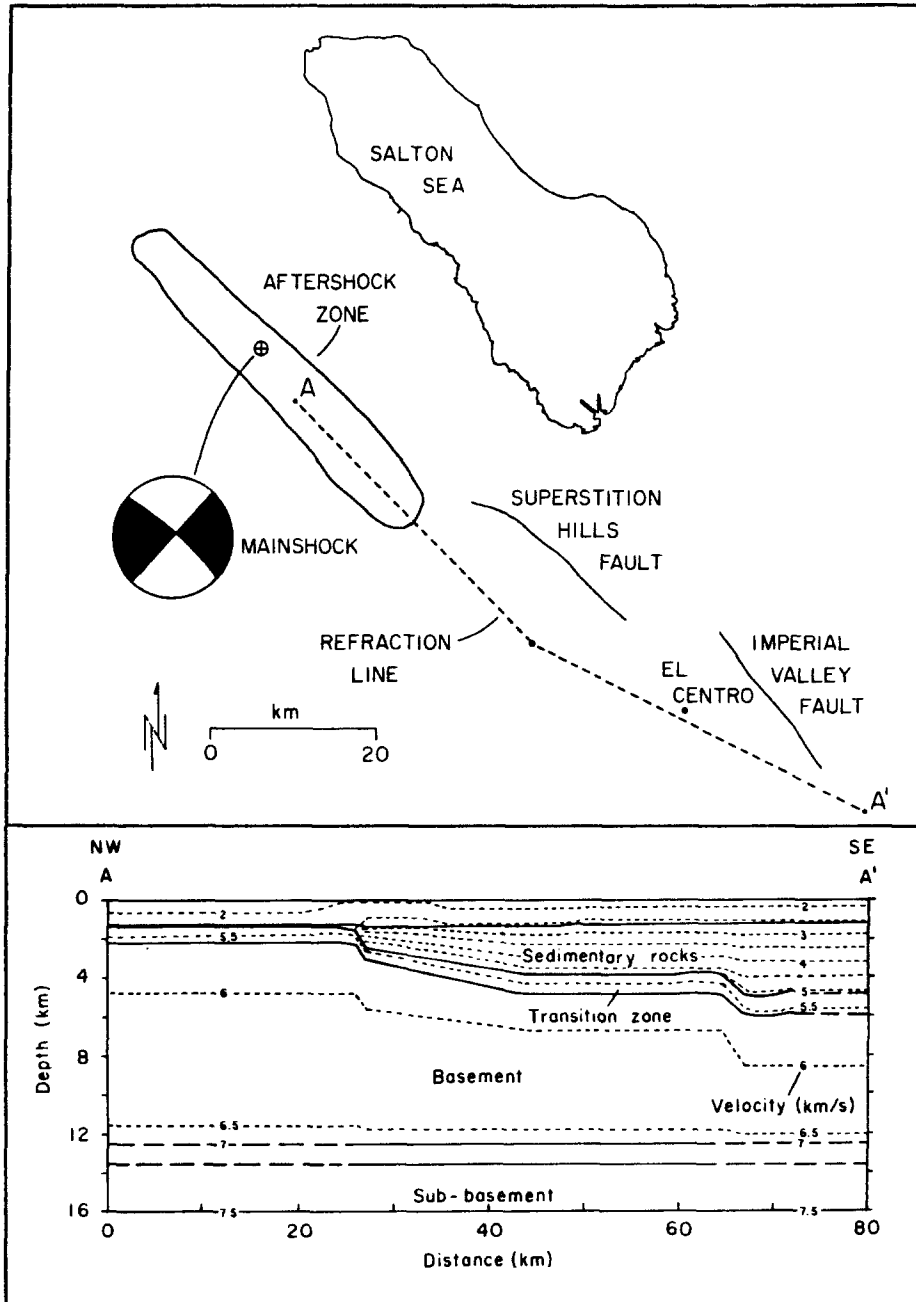 SALTON
SEA
AFTERSHOCK
ZONE
A
SUPERSTITION
HILLS
FAULT
MAINSHOCK
REFRACTION
LINE
IMPERIAL
VALLEY
FAULT
EL
CENTRO
N
km
0 20
A'
NW SE
A A'
0
4
8
12
16
Depth (km)
2 2
3
Sedimentary rocks 4
5
5.5 5.5
Transition zone
6 6
Basement
Velocity (km/s)
6.5 6.5
7 7
Sub-basement
7.5 7.5
0 20 40 60 80
Distance (km)